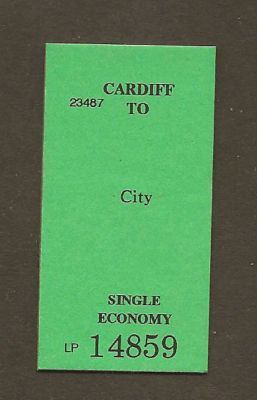 CARDIFF
23487 TO
City
SINGLE
ECONOMY
LP 14859